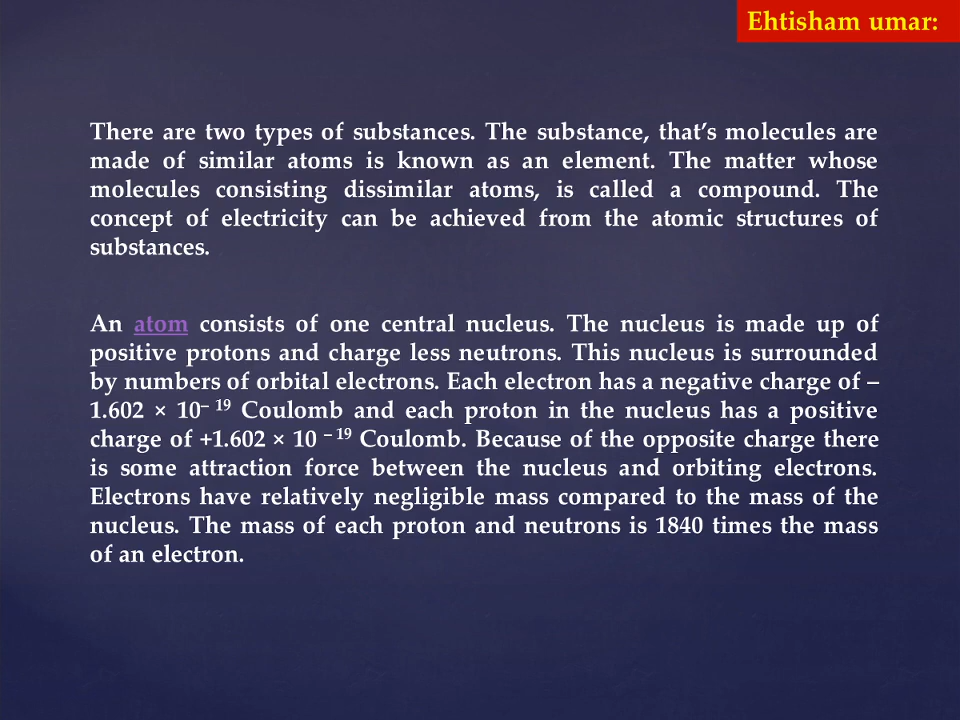 Ehtisham umar:
There are two types of substances. The substance, that’s molecules are
made of similar atoms is known as an element. The matter whose
molecules consisting dissimilar atoms, is called a compound. The
concept of electricity can be achieved from the atomic structures of
substances.
An atom consists of one central nucleus. The nucleus is made up of
positive protons and charge less neutrons. This nucleus is surrounded
by numbers of orbital electrons. Each electron has a negative charge of –
1.602 × 10⁻ ¹⁹ Coulomb and each proton in the nucleus has a positive
charge of +1.602 × 10 ⁻ ¹⁹ Coulomb. Because of the opposite charge there
is some attraction force between the nucleus and orbiting electrons.
Electrons have relatively negligible mass compared to the mass of the
nucleus. The mass of each proton and neutrons is 1840 times the mass
of an electron.